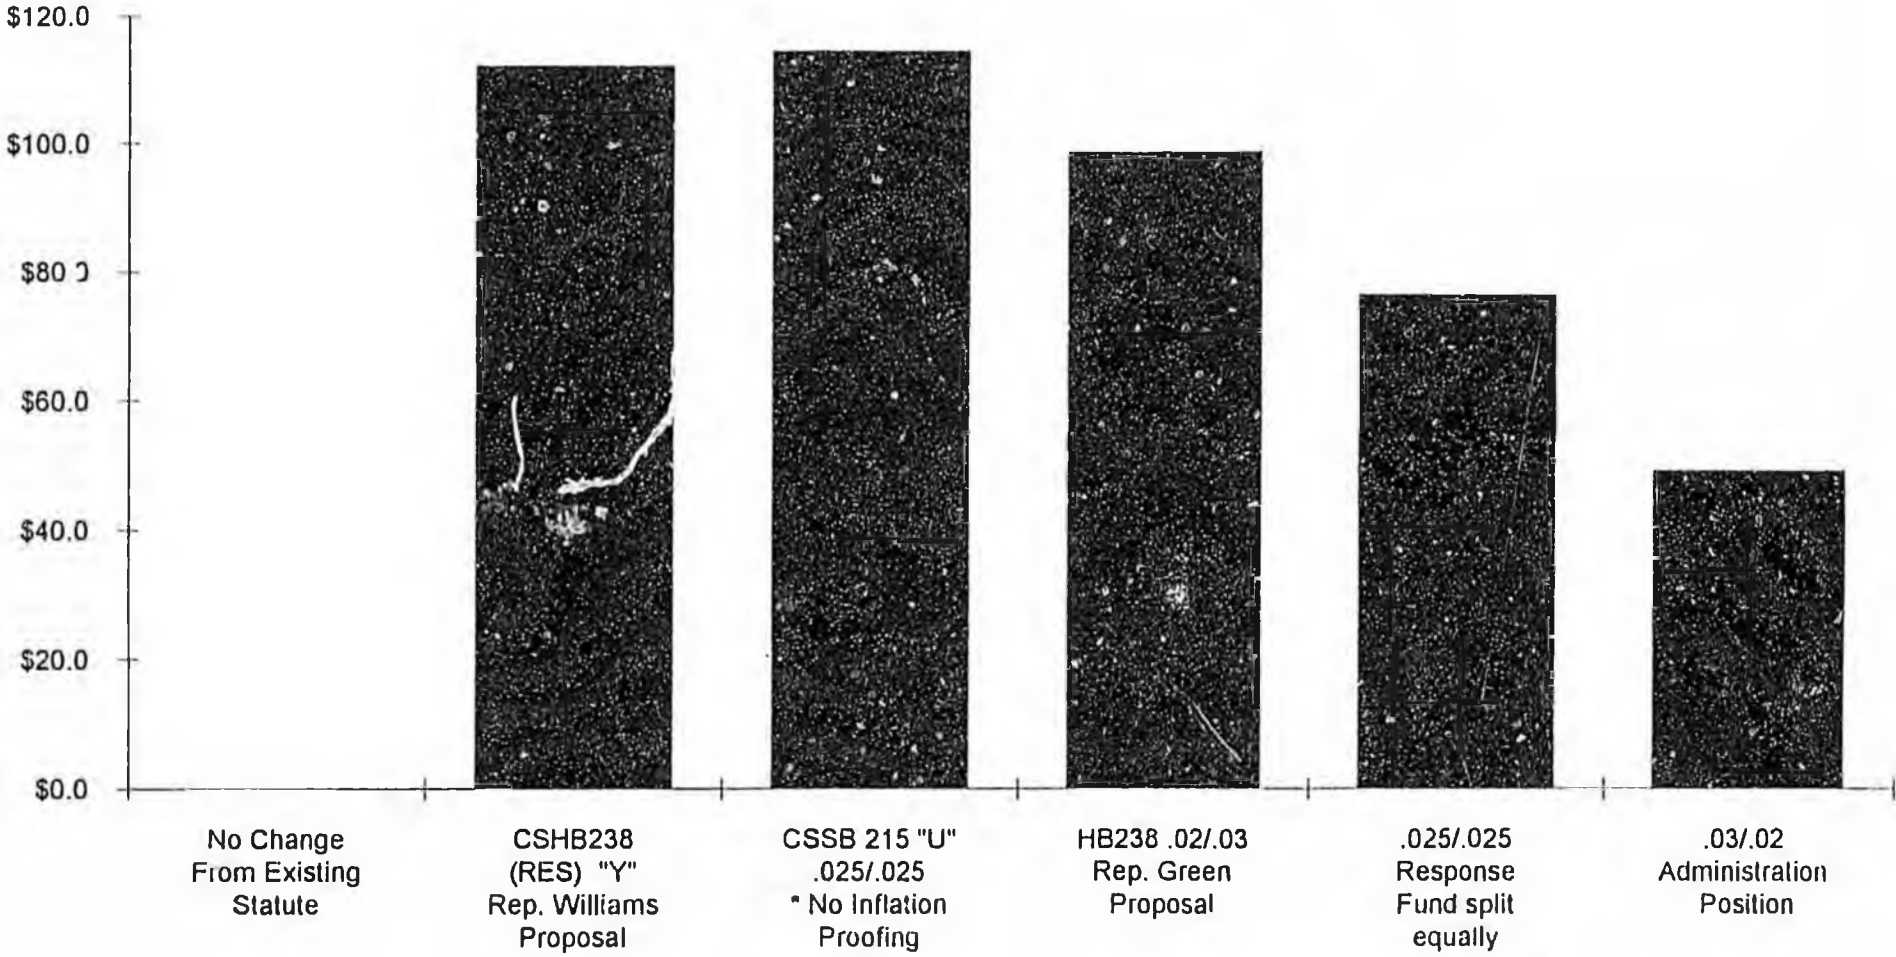 $120.0
$100.0
$80 0
$60.0
$40.0
$20.0
$0.0
No Change
From Existing
Statute
CSHB238
(RES) "Y"
Rep. Williams
Proposal
CSSB 215 "U"
.025/.025
* No Inflation
Proofing
HB238 .02/.03
Rep. Green
Proposal
.025/.025
Response
Fund split
equally
.03/.02
Administration
Position